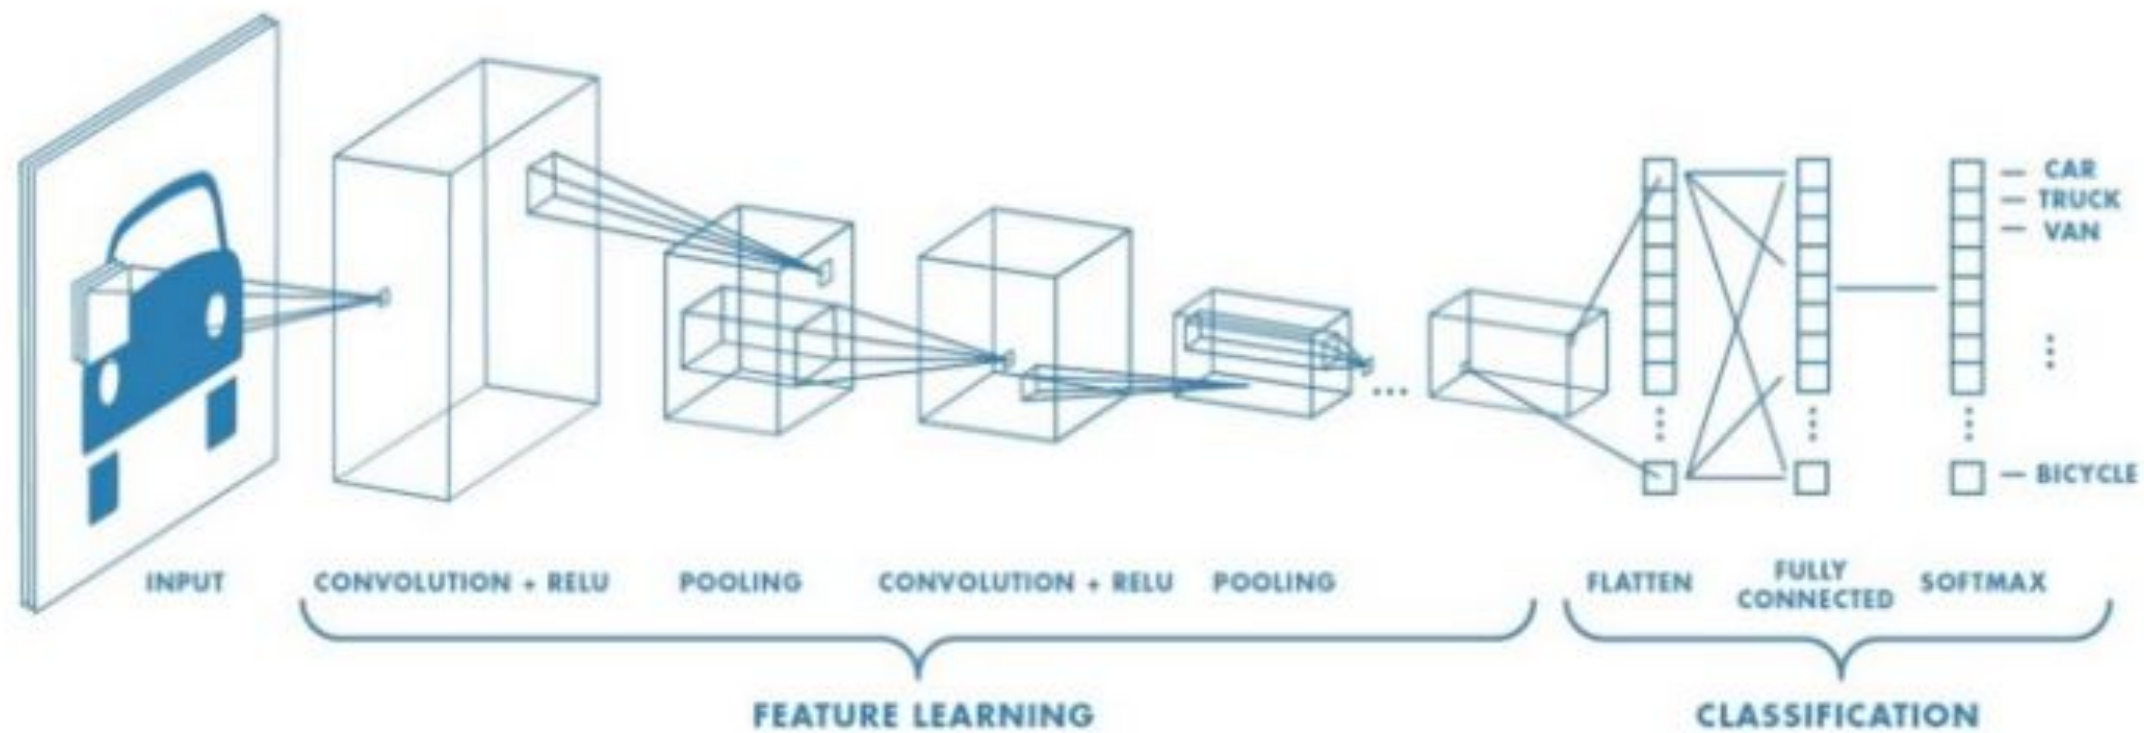 CAR
TRUCK
VAN
BICYCLE
INPUT
CONVOLUTION + RELU
POOLING
CONVOLUTION + RELU
POOLING
FLATTEN
FULLY
CONNECTED
SOFTMAX
FEATURE LEARNING
CLASSIFICATION